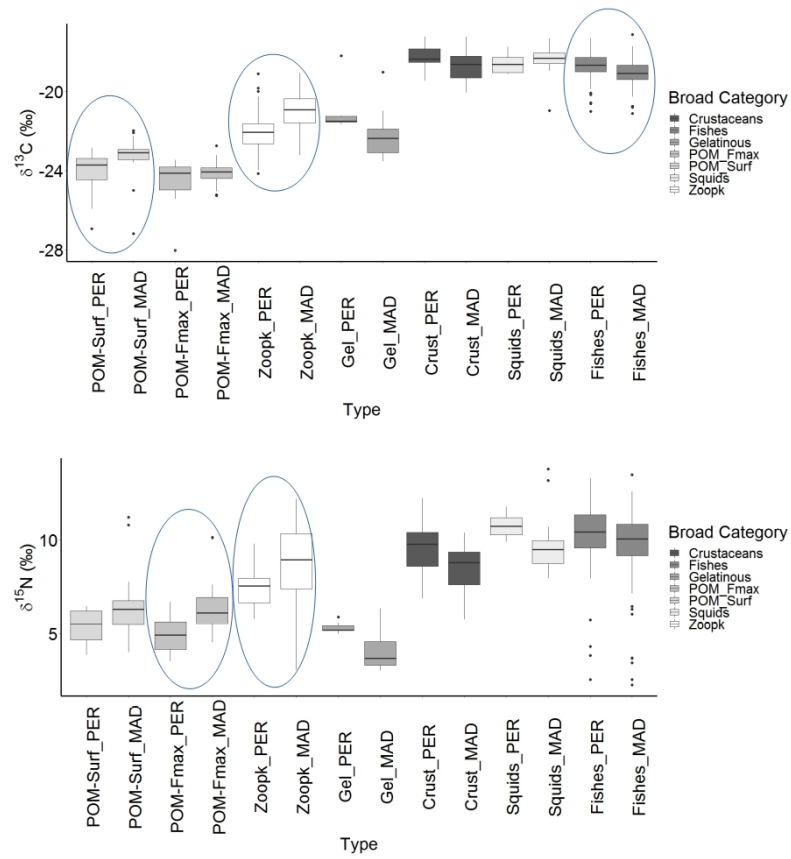 δ13C (‰)
-20
-24
-28
POM-Surf_PER
POM-Surf_MAD
POM-Fmax_PER
POM-Fmax_MAD
Zoopk_PER
Zoopk_MAD
Gel_PER
Gel_MAD
Crust_PER
Crust_MAD
Squids_PER
Squids_MAD
Fishes_PER
Fishes_MAD
Type
Broad Category
Crustaceans
Fishes
Gelatinous
POM_Fmax
POM_Surf
Squids
Zoopk
δ15N (‰)
10
5
POM-Surf_PER
POM-Surf_MAD
POM-Fmax_PER
POM-Fmax_MAD
Zoopk_PER
Zoopk_MAD
Gel_PER
Gel_MAD
Crust_PER
Crust_MAD
Squids_PER
Squids_MAD
Fishes_PER
Fishes_MAD
Type
Broad Category
Crustaceans
Fishes
Gelatinous
POM_Fmax
POM_Surf
Squids
Zoopk